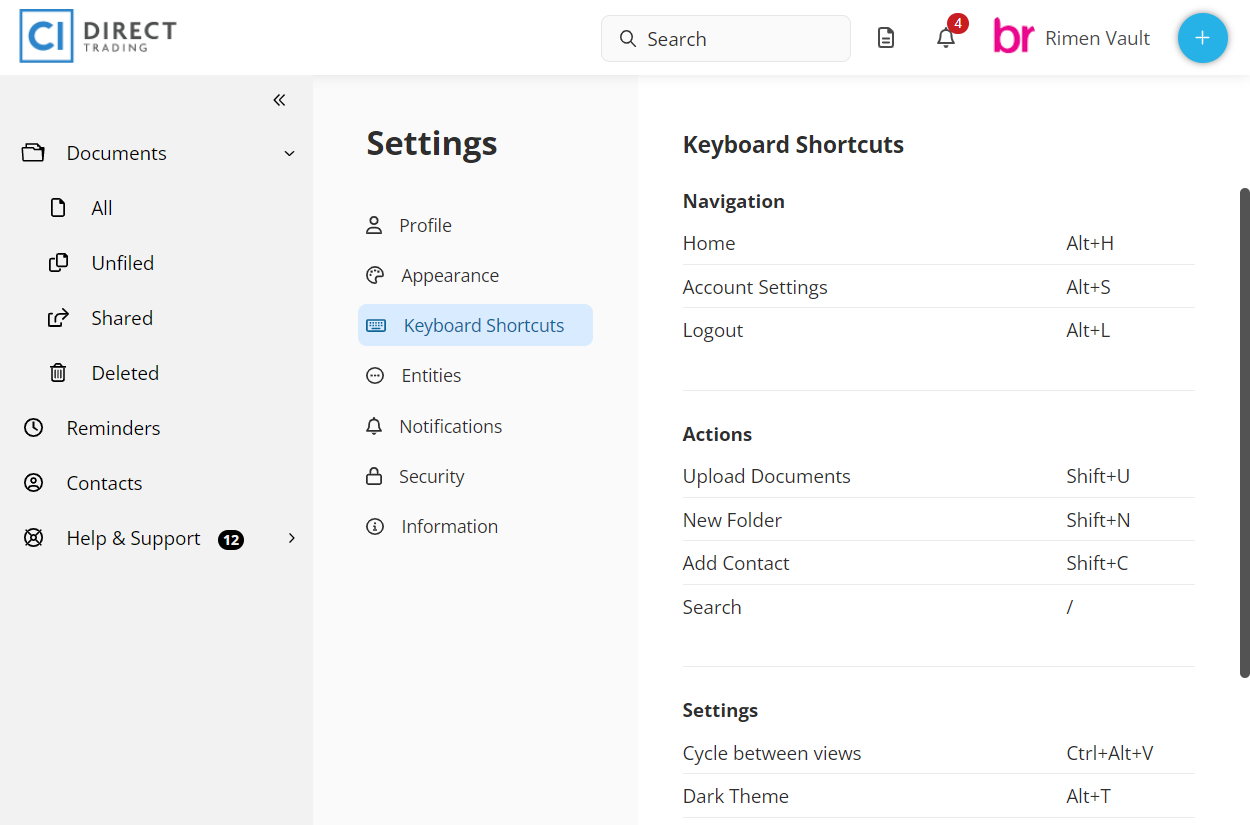 CI DIRECT
TRADING
Search
4
br Rimen Vault
Documents
All
Unfiled
Shared
Deleted
Reminders
Contacts
Help & Support 12
Settings
Profile
Appearance
Keyboard Shortcuts
Entities
Notifications
Security
Information
Keyboard Shortcuts
Navigation
Home Alt+H
Account Settings Alt+S
Logout Alt+L
Actions
Upload Documents Shift+U
New Folder Shift+N
Add Contact Shift+C
Search /
Settings
Cycle between views Ctrl+Alt+V
Dark Theme Alt+T